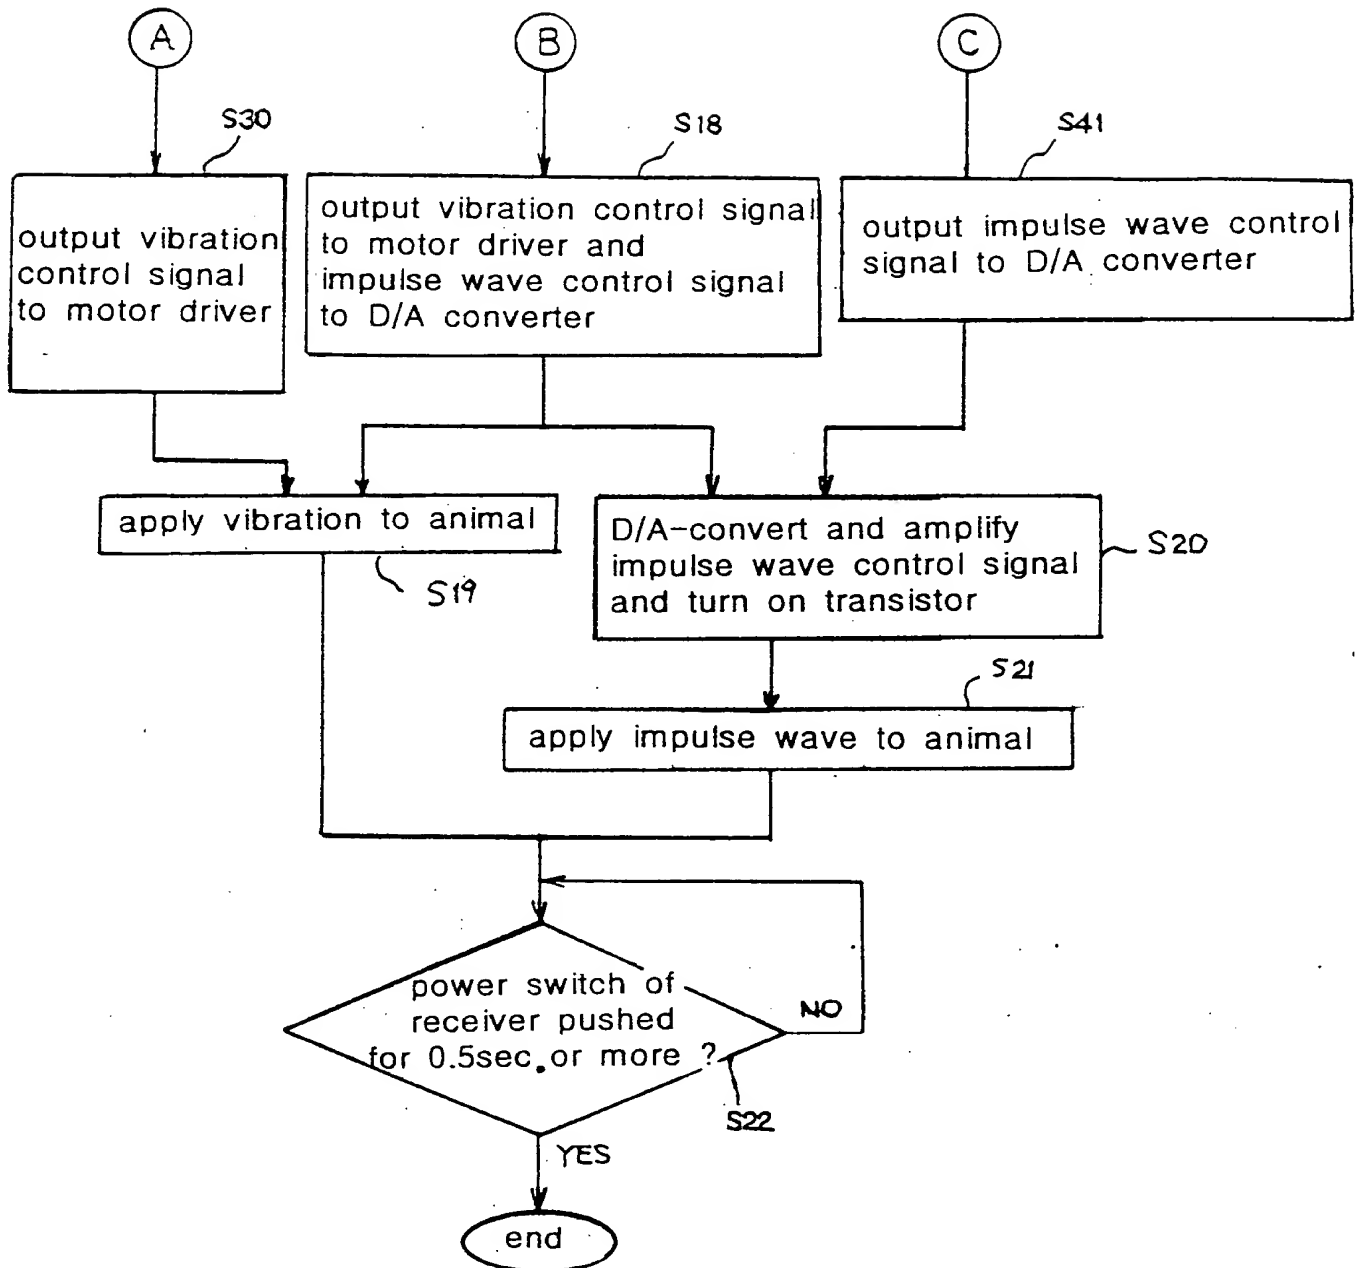 A
B
C
S30
S18
S41
output vibration
control signal
to motor driver
output vibration control signal
to motor driver and
impulse wave control signal
to D/A converter
output impulse wave control
signal to D/A converter
apply vibration to animal
S19
D/A-convert and amplify
impulse wave control signal
and turn on transistor
S20
S21
apply impulse wave to animal
power switch of
receiver pushed
for 0.5sec. or more ?
NO
S22
YES
end